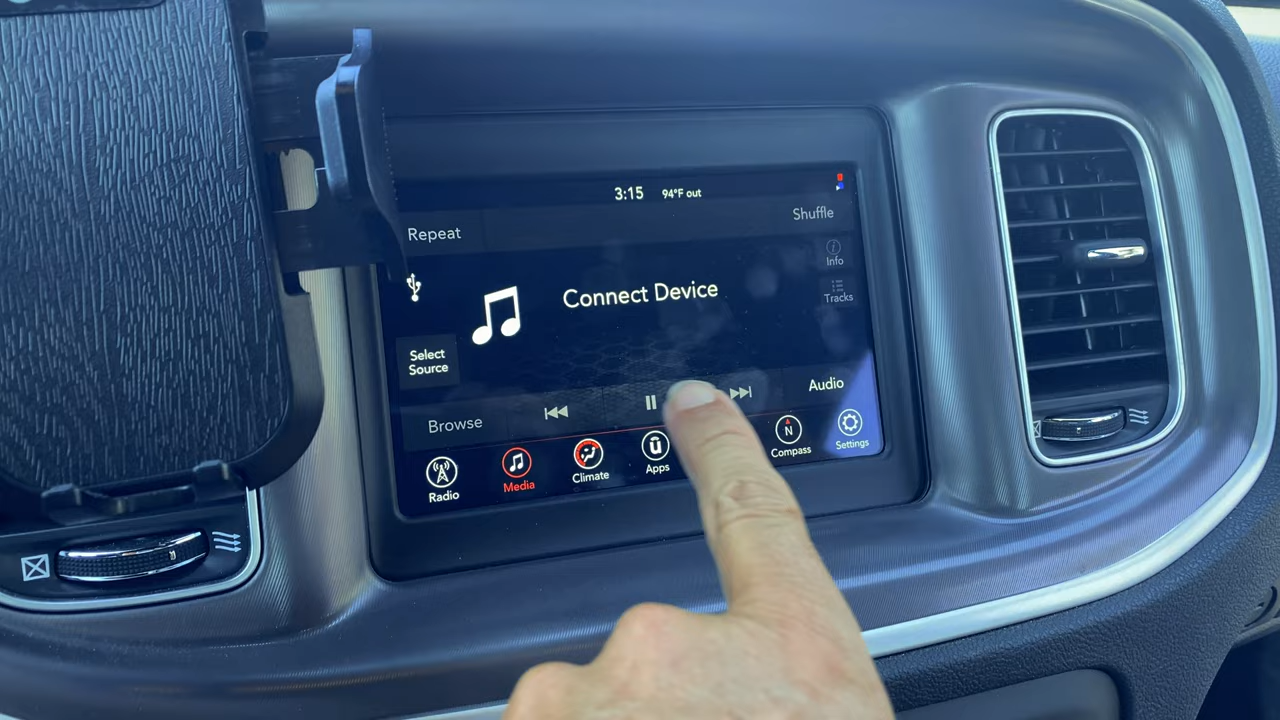 3:15 94°F out
Shuffle
Repeat
Info
Connect Device
Tracks
Select
Source
Audio
Browse
Radio
Media
Climate
Apps
N
Compass
Settings